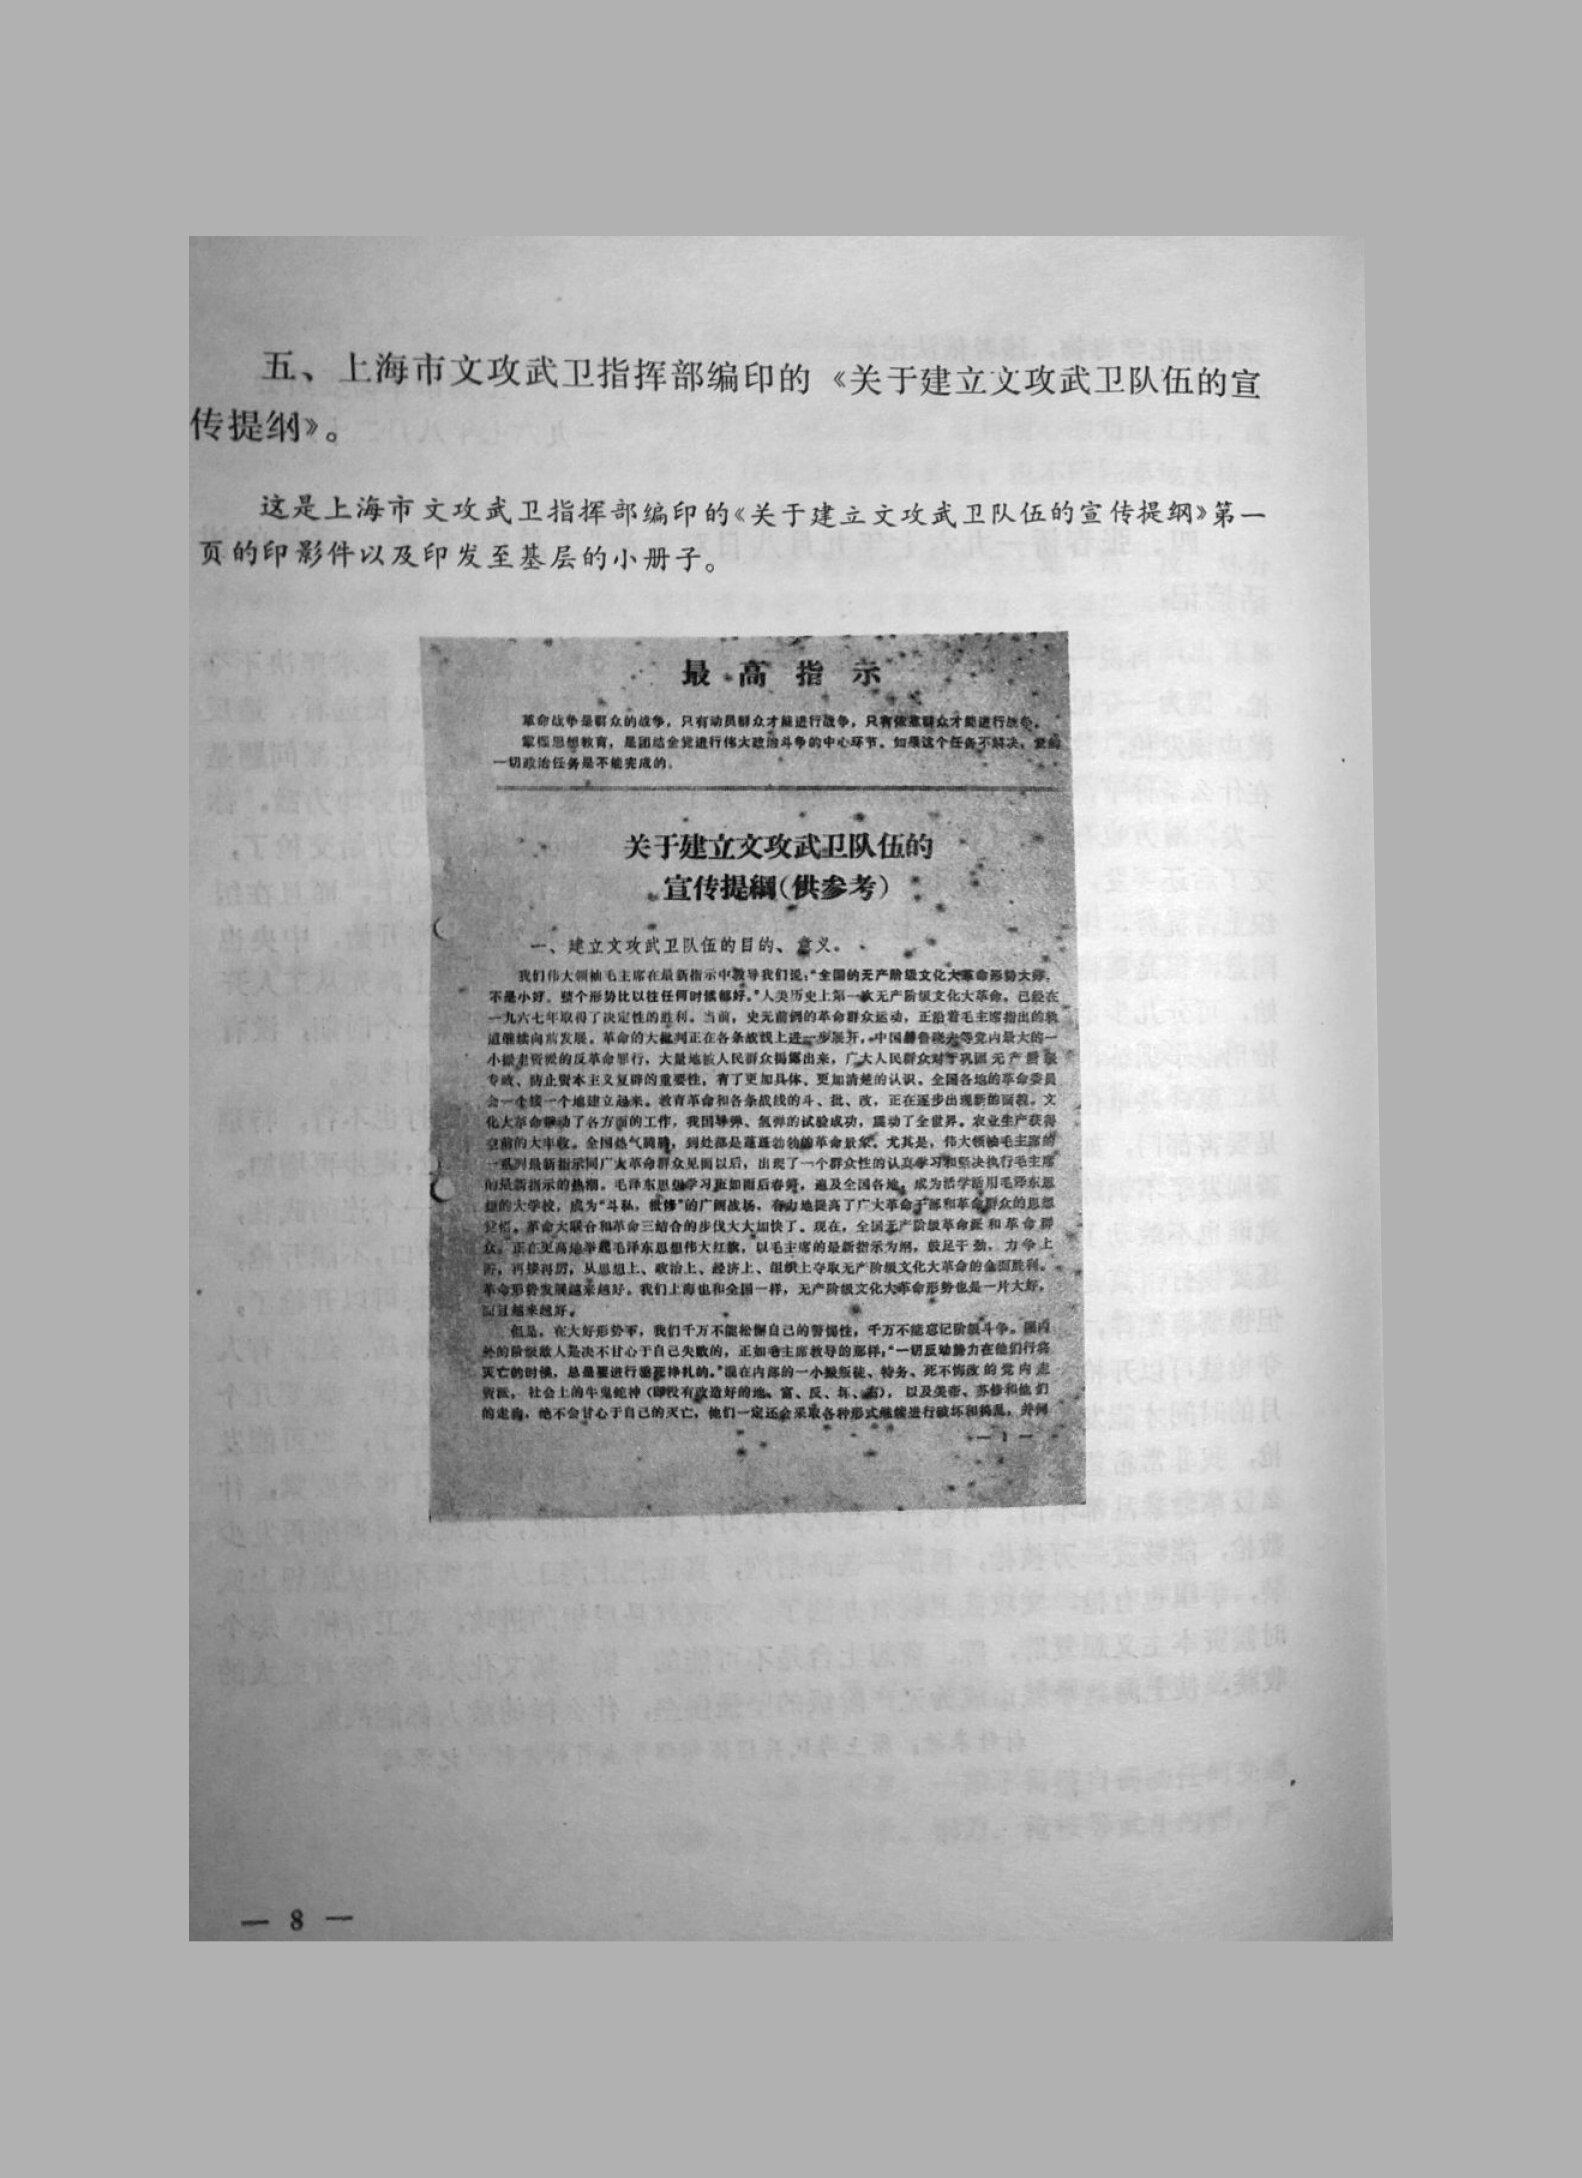 五、上海市文攻武卫指挥部编印的《关于建立文攻武卫队伍的宣
传提纲》。
这是上海市文攻武卫指挥部编印的《关于建立文攻武卫队伍的宣传提纲》第一
页的印影件以及印发至基层的小册子。
最高指示
革命战争是群众的战争，只有动员群众才能进行战争，只有依靠群众才能进行战争。
掌握思想教育，是团结全党进行伟大政治斗争的中心环节。如果这个任务不解决，党的
一切政治任务是不能完成的。
关于建立文攻武卫队伍的
宣传提綱（供参考）
一、建立文攻武卫队伍的目的、意义。
我们伟大领袖毛主席在最新指示中教导我们说：“全国的无产阶级文化大革命形势大好，
不是小好。整个形势比以往任何时候都好。”人类历史上第一次无产阶级文化大革命，已经在
一九六七年取得了决定性的胜利。当前，史无前例的革命群众运动，正沿着毛主席指出的轨
道继续向前发展。革命的大批判正在各条战线上进一步展开，中国赫鲁晓夫等党内最大的一
小撮走资派的反革命罪行，大量地被人民群众揭露出来，广大人民群众对于巩固无产阶级
专政、防止资本主义复辟的重要性，有了更加具体、更加清楚的认识。全国各地的革命委员
会一个接一个地建立起来。教育革命和各条战线的斗、批、改，正在逐步出现新的面貌。文
化大革命推动了各方面的工作，我国导弹、氢弹的试验成功，震动了全世界。农业生产获得
空前的大丰收。全国热气腾腾，到处都是蓬蓬勃勃的革命景象。尤其是，伟大领袖毛主席的
一系列最新指示同广大革命群众见面以后，出现了一个群众性的认真学习和坚决执行毛主席
的最新指示的热潮。毛泽东思想学习班如雨后春笋，遍及全国各地，成为活学活用毛泽东思
想的大学校，成为“斗私，批修”的广阔战场，有力地提高了广大革命干部和革命群众的思想
觉悟。革命大联合和革命三结合的步伐大大加快了。现在，全国无产阶级革命派和革命群
众，正在更高地举起毛泽东思想伟大红旗，以毛主席的最新指示为纲，鼓足干劲，力争上
游，再接再厉，从思想上、政治上、经济上、组织上夺取无产阶级文化大革命的全面胜利。
革命形势发展越来越好。我们上海也和全国一样，无产阶级文化大革命形势也是一片大好，
而且越来越好。
但是，在大好形势下，我们千万不能松懈自己的警惕性，千万不能忘记阶级斗争。国内
外的阶级敌人是决不甘心于自己失败的，正如毛主席教导的那样：“一切反动势力在他们行将
灭亡的时候，总是要进行垂死挣扎的。”混在内部的一小撮叛徒、特务、死不悔改的党内走
资派，社会上的牛鬼蛇神（即没有改造好的地、富、反、坏、右），以及美帝、苏修和他们
的走狗，绝不会甘心于自己的灭亡，他们一定还会采取各种形式继续进行破坏和捣乱，并伺
— 1 —
— 8 —